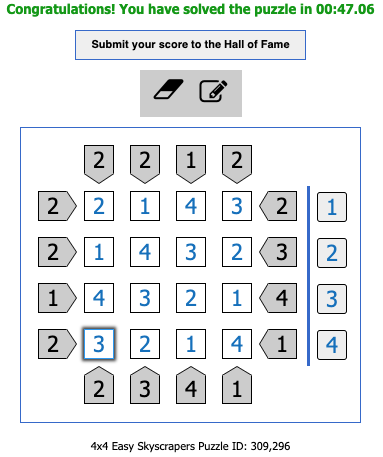 Congratulations! You have solved the puzzle in 00:47.06
Submit your score to the Hall of Fame
2 2 1 2
2 2 1 4 3 2 1
2 1 4 3 2 3 2
1 4 3 2 1 4 3
2 3 2 1 4 1 4
2 3 4 1
4x4 Easy Skyscrapers Puzzle ID: 309,296